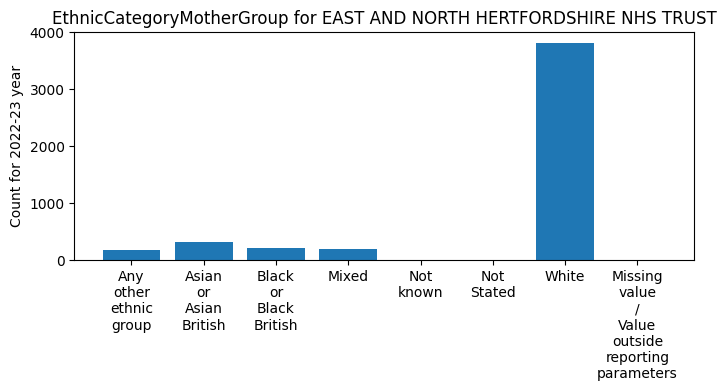 EthnicCategoryMotherGroup for EAST AND NORTH HERTFORDSHIRE NHS TRUST
Count for 2022-23 year
4000
3000
2000
1000
0
Any
other
ethnic
group
Asian
or
Asian
British
Black
or
Black
British
Mixed
Not
known
Not
Stated
White
Missing
value
/
Value
outside
reporting
parameters